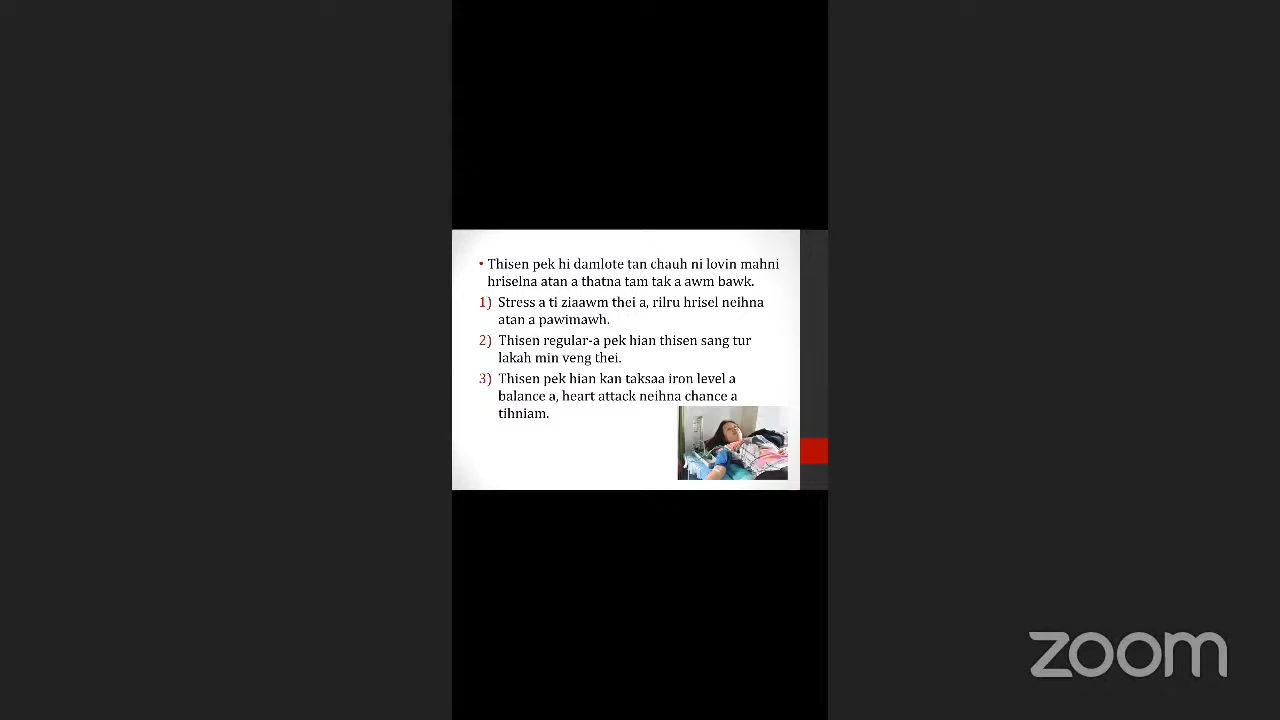 • Thisen pek hi damlote tan chauh ni lovin mahni
hriselna atan a thatna tam tak a awm bawk.
1) Stress a ti ziaawm thei a, rilru hrisel neihna
atan a pawimawh.
2) Thisen regular-a pek hian thisen sang tur
lakah min veng thei.
3) Thisen pek hian kan taksaa iron level a
balance a, heart attack neihna chance a
tihniam.
zoom